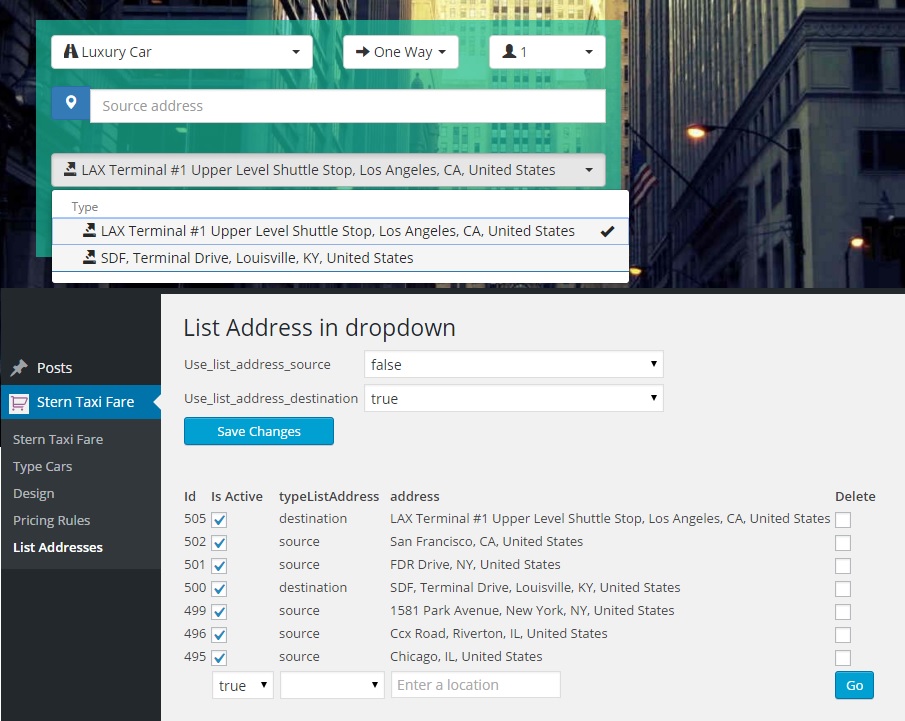 Luxury Car
One Way
1
Source address
LAX Terminal #1 Upper Level Shuttle Stop, Los Angeles, CA, United States
Type
LAX Terminal #1 Upper Level Shuttle Stop, Los Angeles, CA, United States
SDF, Terminal Drive, Louisville, KY, United States
Posts
Stern Taxi Fare
Stern Taxi Fare
Type Cars
Design
Pricing Rules
List Addresses
List Address in dropdown
Use_list_address_source false
Use_list_address_destination true
Save Changes
Id Is Active typeListAddress address Delete
505 destination LAX Terminal #1 Upper Level Shuttle Stop, Los Angeles, CA, United States
502 source San Francisco, CA, United States
501 source FDR Drive, NY, United States
500 destination SDF, Terminal Drive, Louisville, KY, United States
499 source 1581 Park Avenue, New York, NY, United States
496 source Ccx Road, Riverton, IL, United States
495 source Chicago, IL, United States
true Enter a location Go